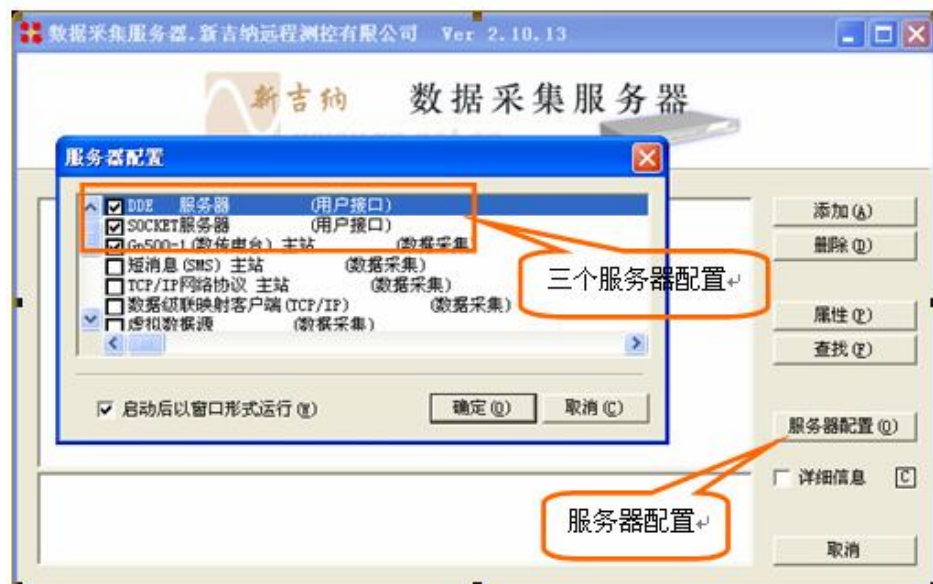 数据采集服务器.新吉纳远程测控有限公司 Ver 2.10.13
新吉纳 数据采集服务器
服务器配置
DDE 服务器 (用户接口)
SOCKET服务器 (用户接口)
Gp500-1(数传电台) 主站 (数据采集
短消息(SMS) 主站 (数据采集)
TCP/IP网络协议 主站 (数据采集)
数据级联映射客户端(TCP/IP) (数据采集)
虚拟数据源 (数据采集)
启动后以窗口形式运行(W)
确定(O)
取消(C)
三个服务器配置
添加(A)
删除(D)
属性(P)
查找(F)
服务器配置(Q)
详细信息
C
服务器配置
取消